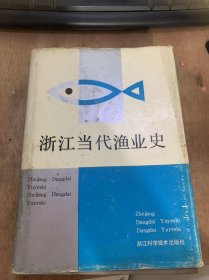 浙江当代渔业史
Zhejiang Dangdai
Yuyeshi
Zhejiang Dangdai
Yuyeshi
Zhejiang
Dangdai Yuyeshi
Dangdai Yuyeshi
浙江科学技术出版社